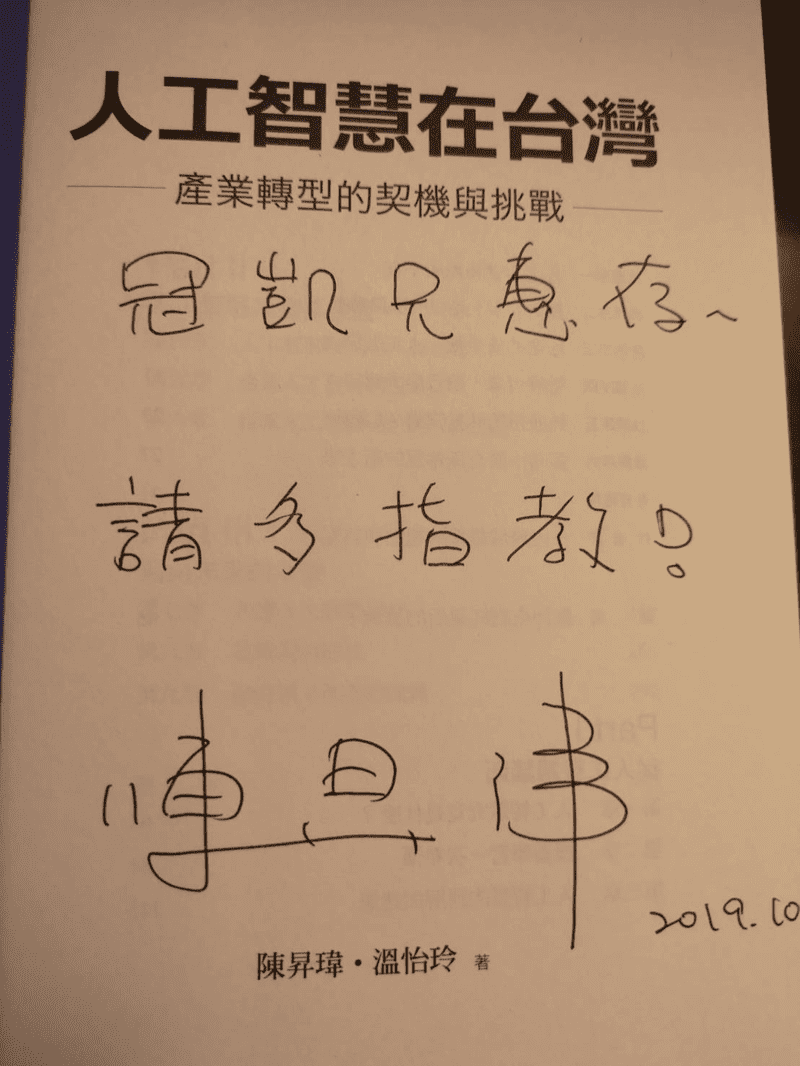 人工智慧在台灣
產業轉型的契機與挑戰
冠凱兄惠存~
請多指教!
陳昇瑋
2019.10
陳昇瑋・溫怡玲 著